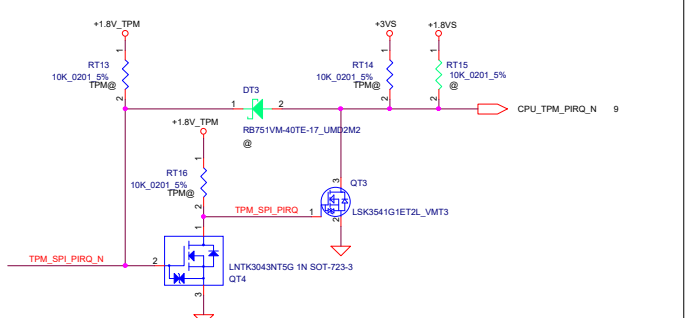 +1.8V_TPM
+3VS
+1.8VS
1
1
1
RT13
10K_0201_5%
TPM@
RT14
10K_0201_5%
TPM@
RT15
10K_0201_5%
@
2
2
2
DT3
1
2
CPU_TPM_PIRQ_N
9
+1.8V_TPM
RB751VM-40TE-17_UMD2M2
@
1
RT16
10K_0201_5%
TPM@
2
3
QT3
TPM_SPI_PIRQ
1
LSK3541G1ET2L_VMT3
2
1
TPM_SPI_PIRQ_N
2
LNTK3043NT5G 1N SOT-723-3
QT4
3